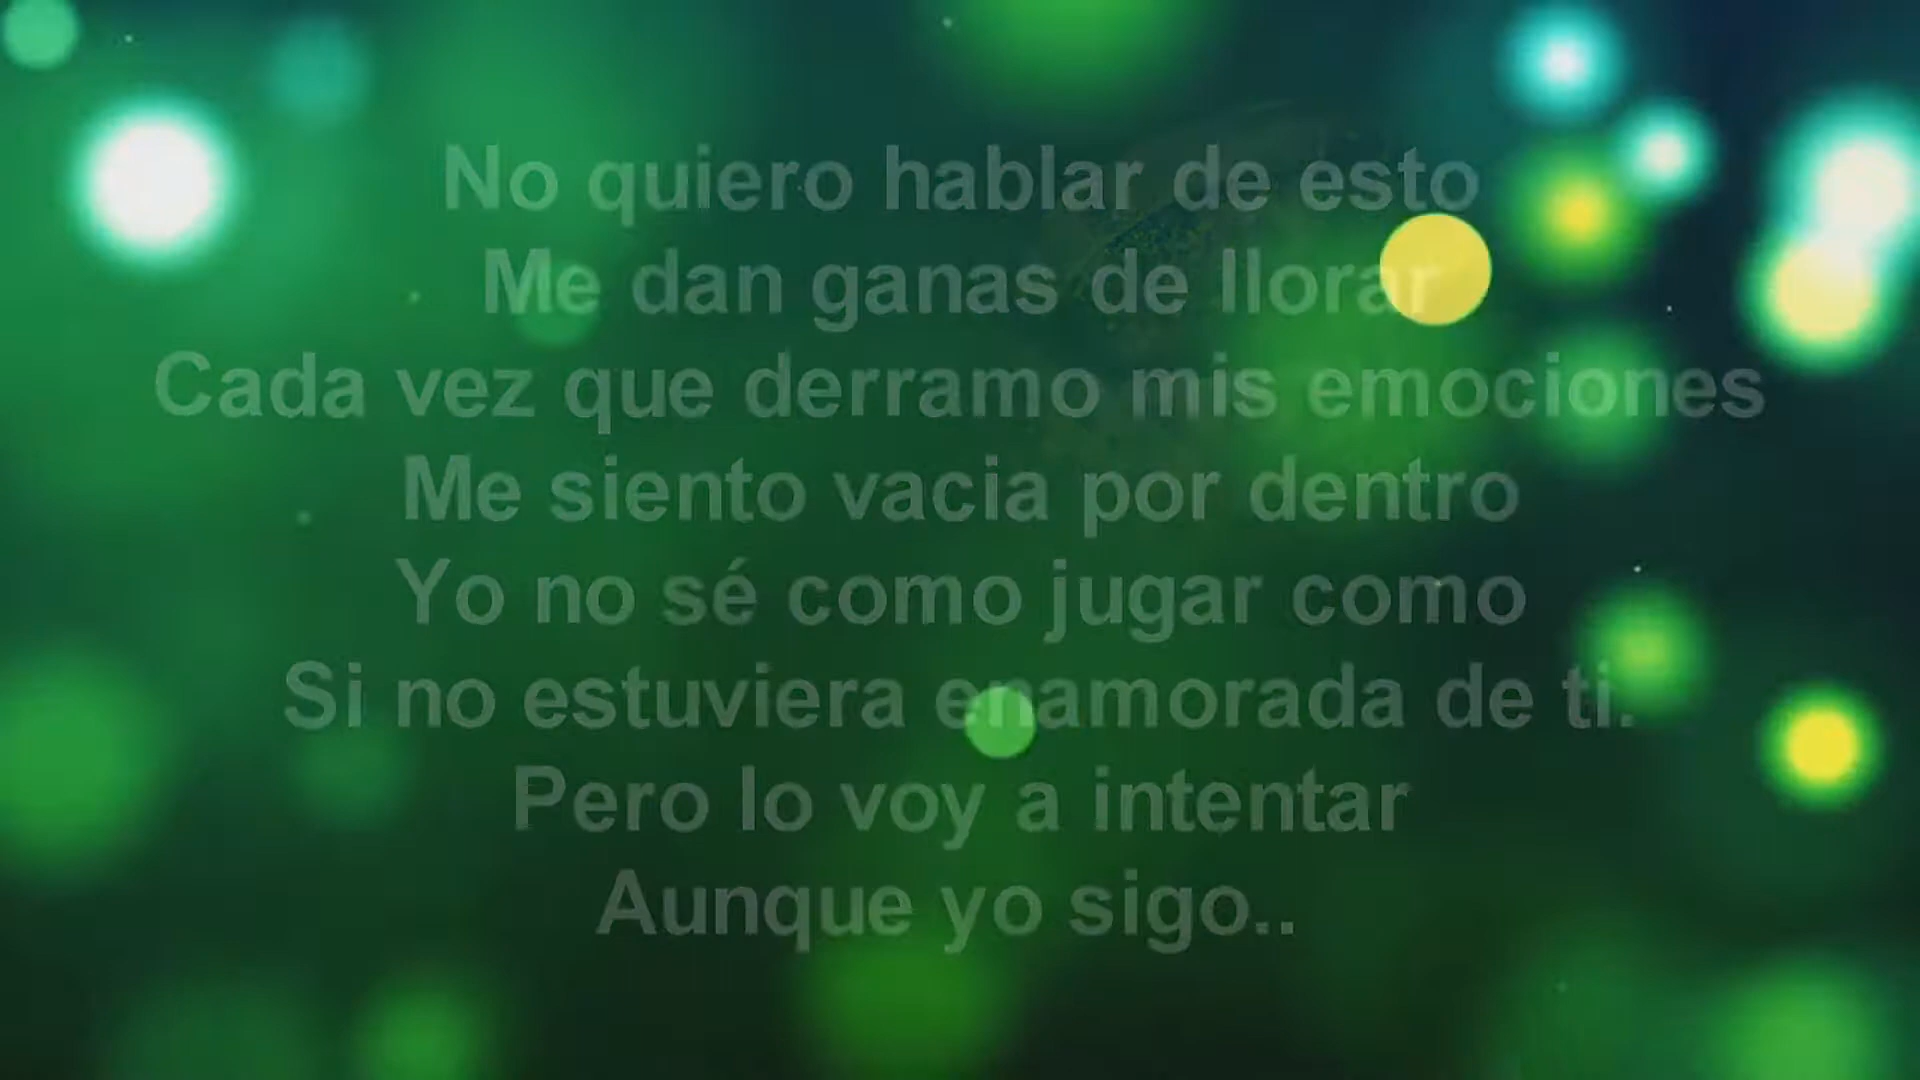 No quiero hablar de esto
Me dan ganas de llorar
Cada vez que derramo mis emociones
Me siento vacia por dentro
Yo no sé como jugar como
Si no estuviera enamorada de ti.
Pero lo voy a intentar
Aunque yo sigo..